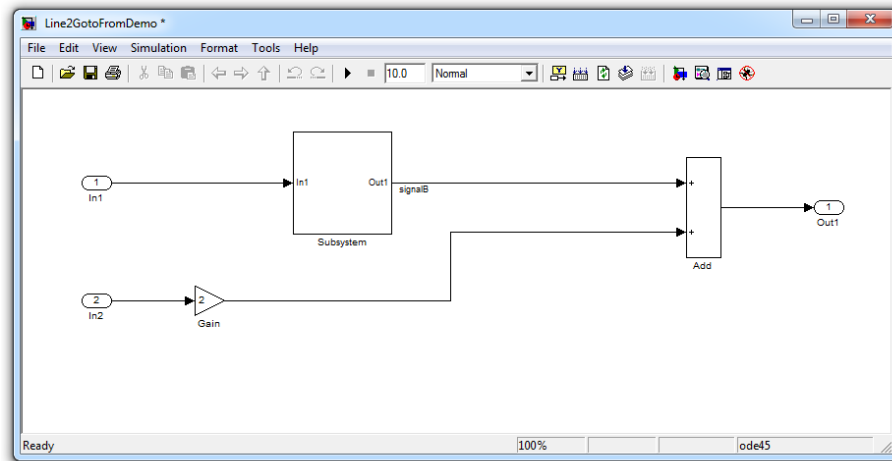 Line2GotoFromDemo *
File Edit View Simulation Format Tools Help
10.0 Normal
1
In1
In1 Out1
signalB
Subsystem
+
+
Add
1
Out1
2
In2
2
Gain
Ready 100% ode45